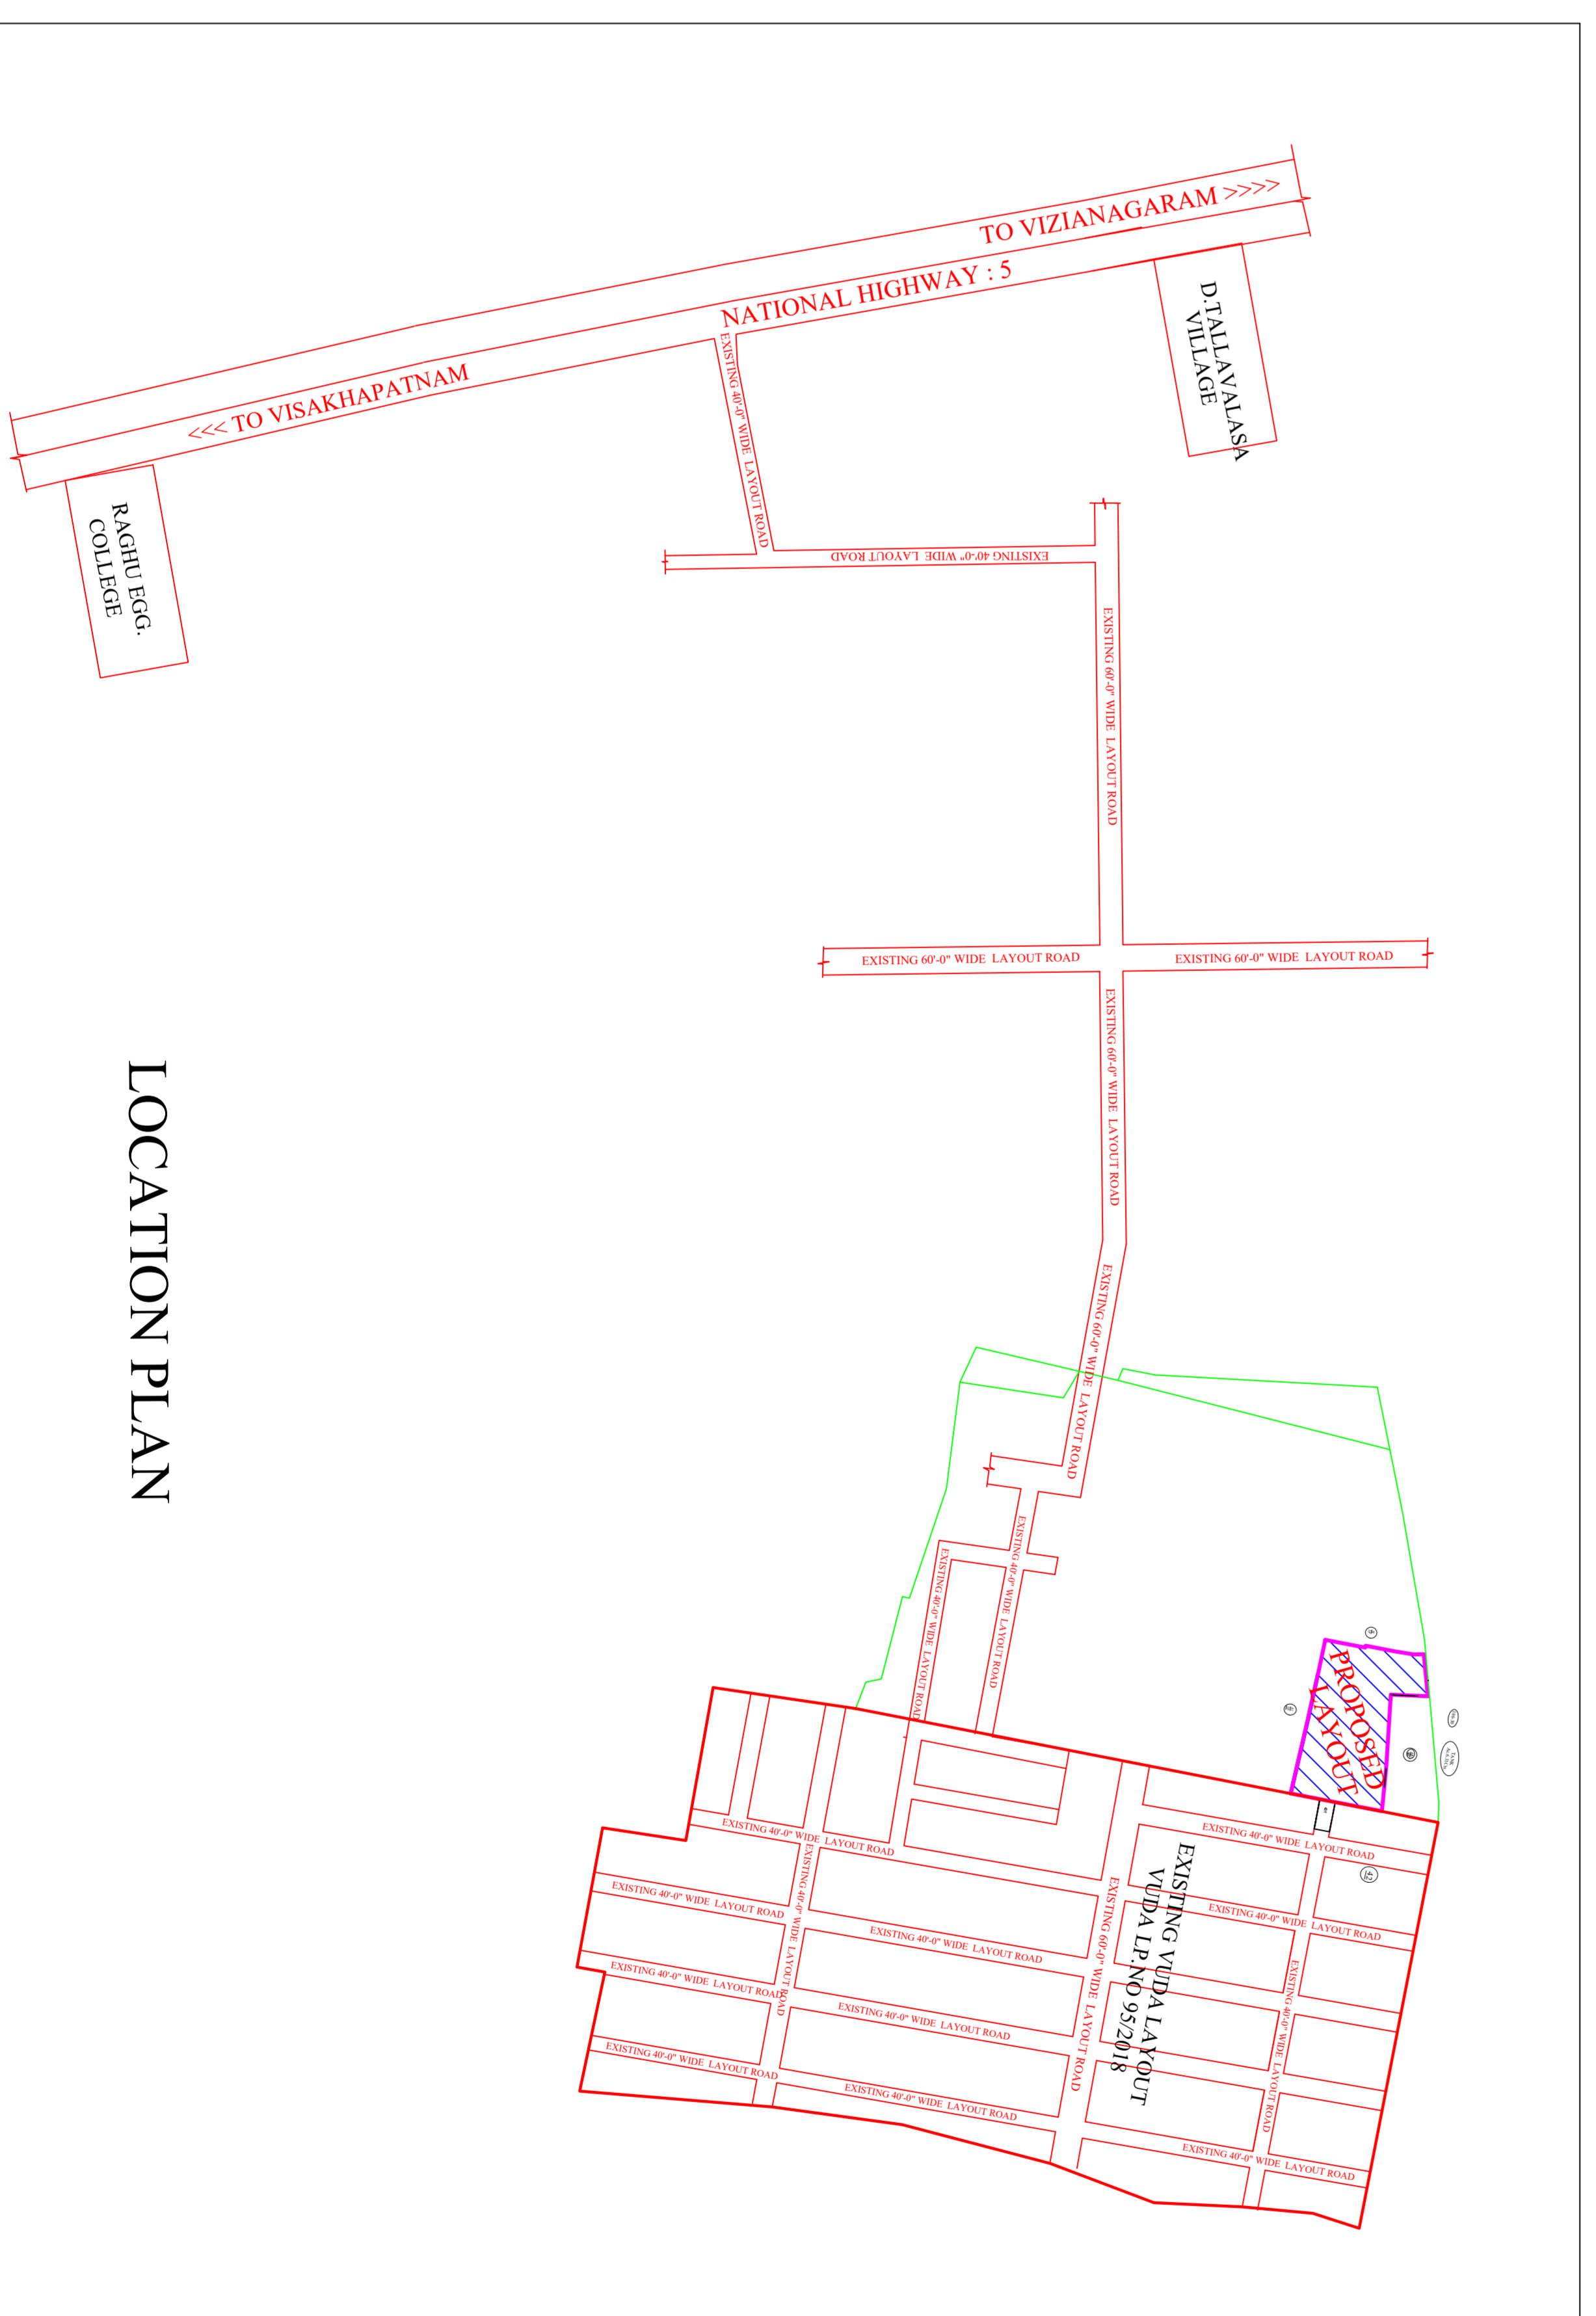 TO VIZIANAGARAM >>>>
NATIONAL HIGHWAY : 5
<<< TO VISAKHAPATNAM
D.TALLAVALASA
VILLAGE
RAGHU EGG.
COLLEGE
EXISTING 40'-0" WIDE LAYOUT ROAD
EXISTING 40'-0" WIDE LAYOUT ROAD
EXISTING 60'-0" WIDE LAYOUT ROAD
EXISTING 60'-0" WIDE LAYOUT ROAD
EXISTING 60'-0" WIDE LAYOUT ROAD
EXISTING 60'-0" WIDE LAYOUT ROAD
EXISTING 60'-0" WIDE LAYOUT ROAD
EXISTING 40'-0" WIDE LAYOUT ROAD
EXISTING 40'-0" WIDE LAYOUT ROAD
PROPOSED
LAYOUT
EXISTING VUDA LAYOUT
VUDA LP.NO 95/2018
EXISTING 40'-0" WIDE LAYOUT ROAD
EXISTING 40'-0" WIDE LAYOUT ROAD
EXISTING 40'-0" WIDE LAYOUT ROAD
EXISTING 60'-0" WIDE LAYOUT ROAD
EXISTING 40'-0" WIDE LAYOUT ROAD
EXISTING 40'-0" WIDE LAYOUT ROAD
EXISTING 40'-0" WIDE LAYOUT ROAD
EXISTING 40'-0" WIDE LAYOUT ROAD
EXISTING 40'-0" WIDE LAYOUT ROAD
EXISTING 40'-0" WIDE LAYOUT ROAD
EXISTING 40'-0" WIDE LAYOUT ROAD
EXISTING 40'-0" WIDE LAYOUT ROAD
EXISTING 40'-0" WIDE LAYOUT ROAD
EXISTING 40'-0" WIDE LAYOUT ROAD
LOCATION PLAN